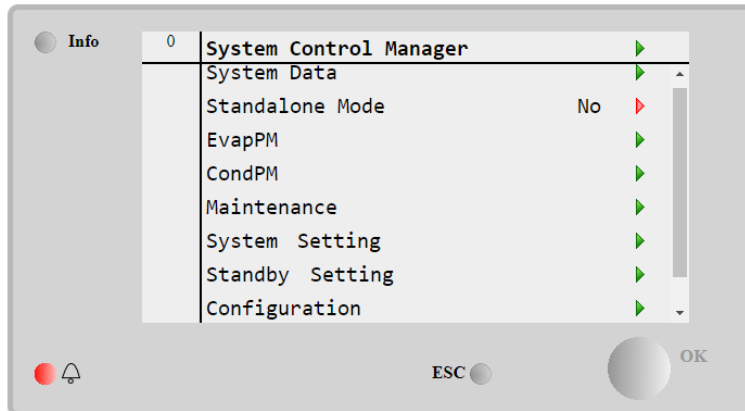 Info
0 System Control Manager
System Data
Standalone Mode No
EvapPM
CondPM
Maintenance
System Setting
Standby Setting
Configuration
ESC
OK